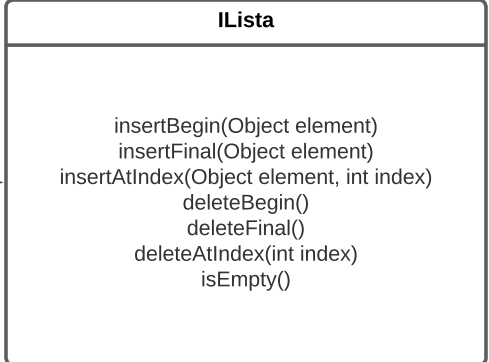 ILista
insertBegin(Object element)
insertFinal(Object element)
insertAtIndex(Object element, int index)
deleteBegin()
deleteFinal()
deleteAtIndex(int index)
isEmpty()